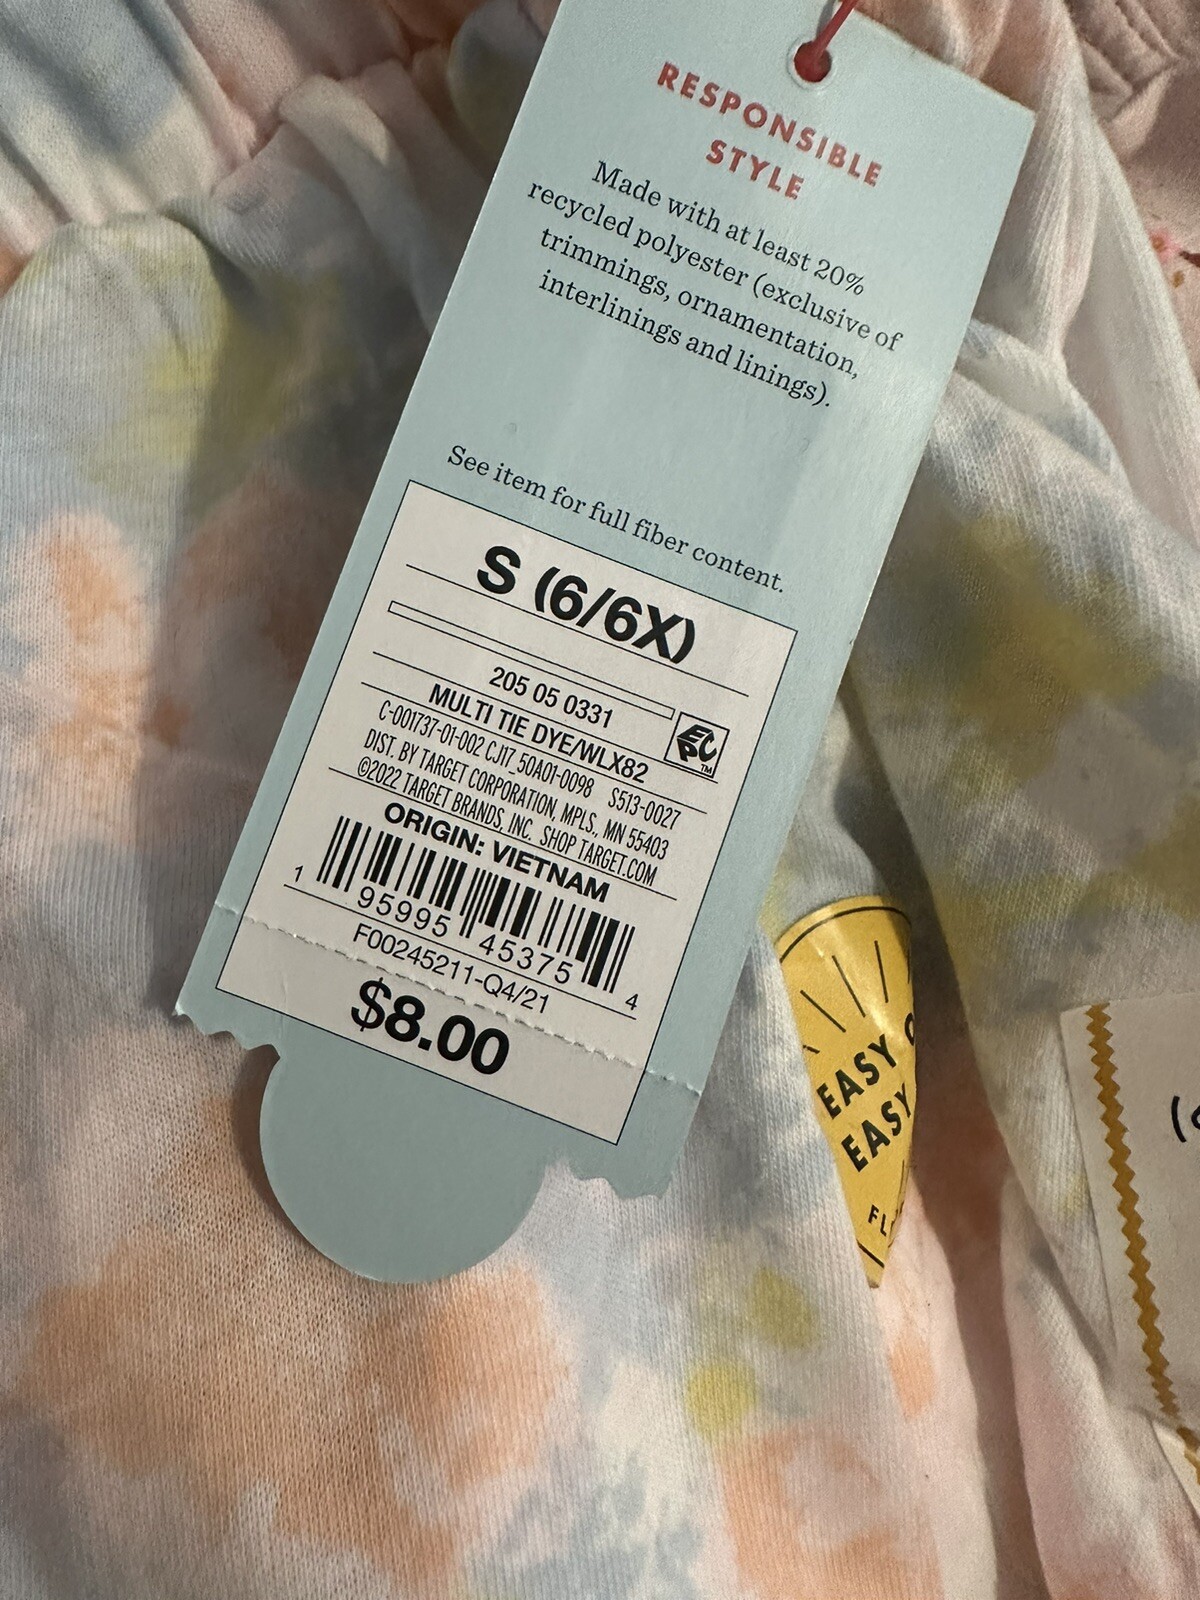 RESPONSIBLE
STYLE
Made with at least 20%
recycled polyester (exclusive of
trimmings, ornamentation,
interlinings and linings).
See item for full fiber content.
S (6/6X)
205 05 0331
MULTI TIE DYE/WLX82
EPC
TM
C-001737-01-002 CJ17_50A01-0098 S513-0027
DIST. BY TARGET CORPORATION, MPLS., MN 55403
©2022 TARGET BRANDS, INC. SHOP TARGET.COM
ORIGIN: VIETNAM
1 95995 45375 4
F00245211-Q4/21
$8.00
EASY
EASY